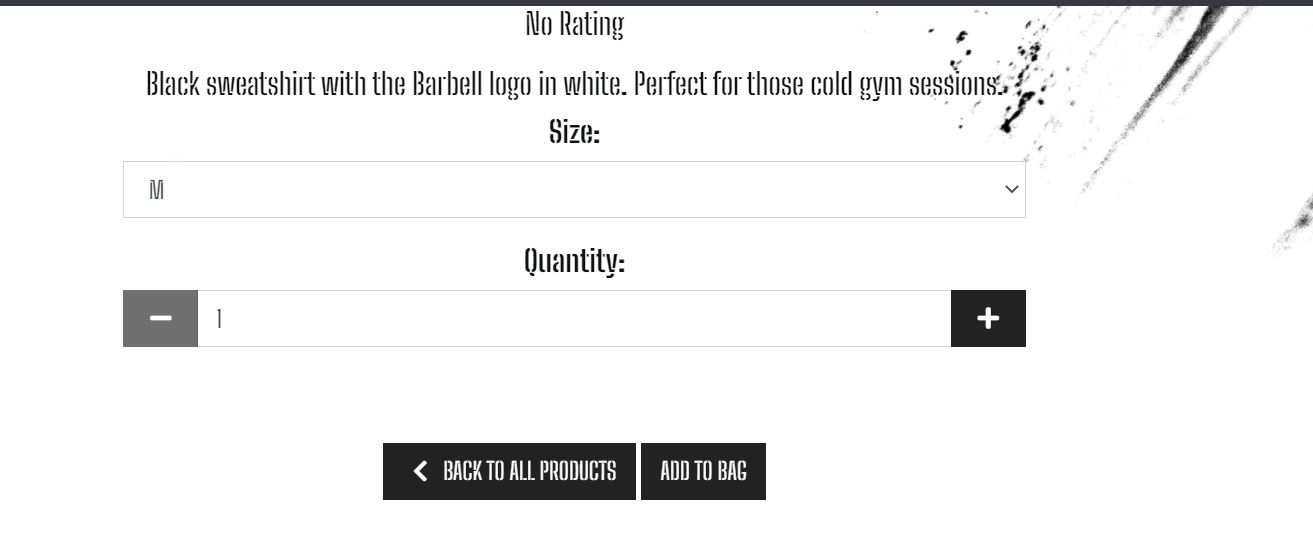 No Rating
Black sweatshirt with the Barbell logo in white. Perfect for those cold gym sessions.
Size:
M
Quantity:
1
BACK TO ALL PRODUCTS
ADD TO BAG